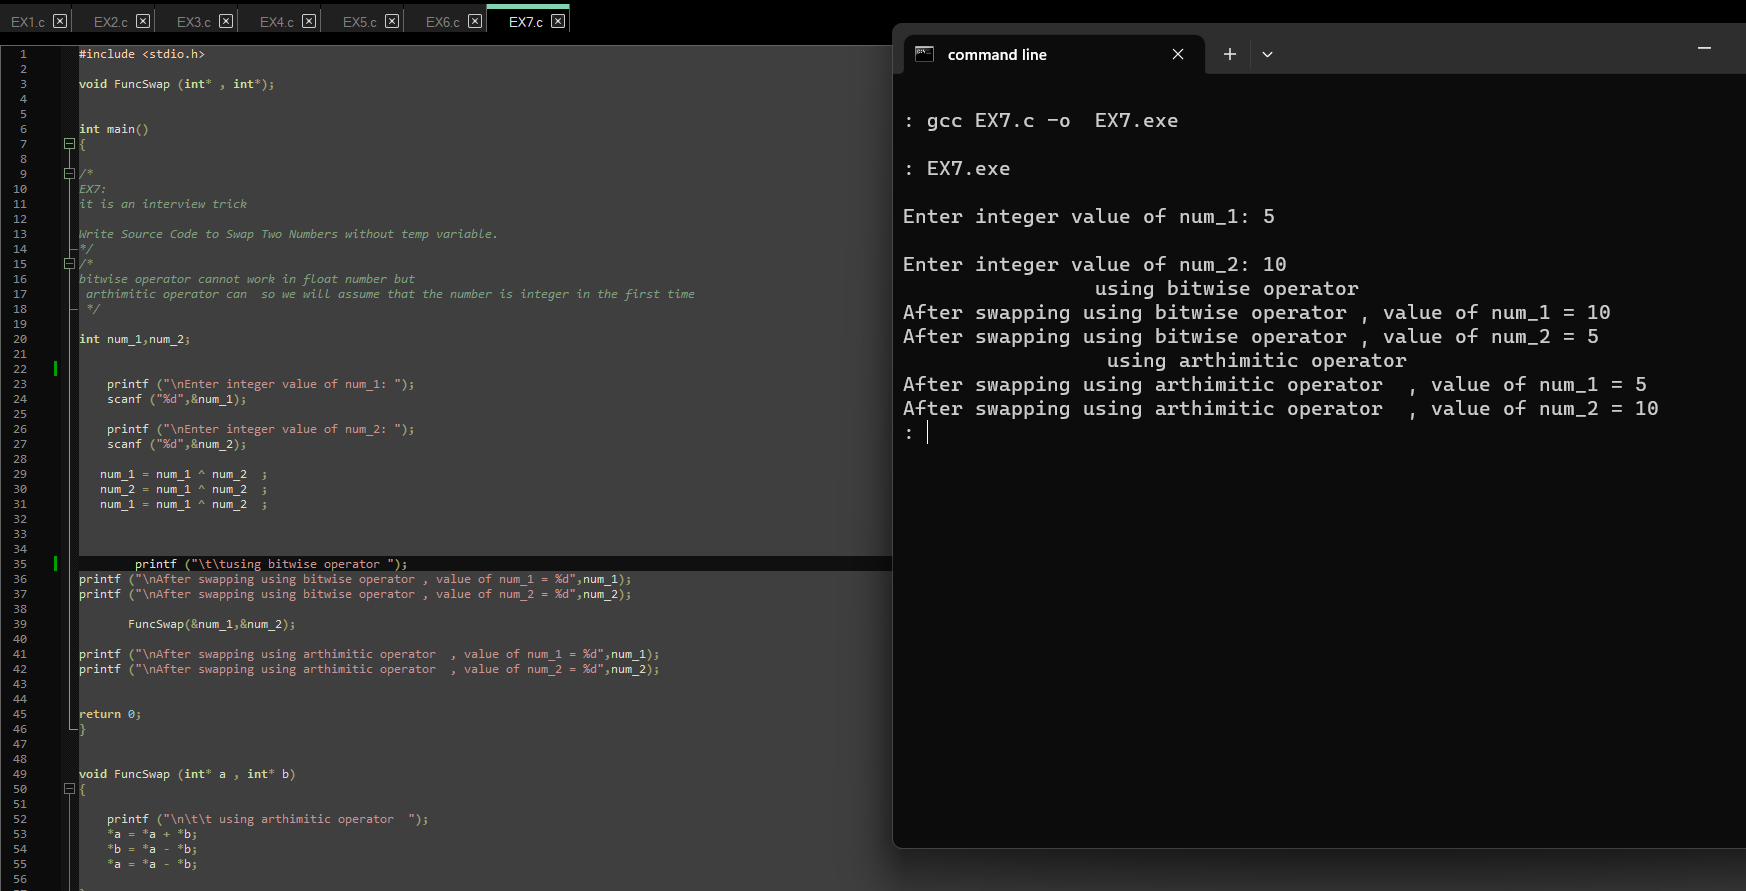 EX1.c EX2.c EX3.c EX4.c EX5.c EX6.c EX7.c
1 #include <stdio.h>
2
3 void FuncSwap (int* , int*);
4
5
6 int main()
7 {
8
9 /*
10 EX7:
11 it is an interview trick
12
13 Write Source Code to Swap Two Numbers without temp variable.
14 */
15 /*
16 bitwise operator cannot work in float number but
17 arthimitic operator can  so we will assume that the number is integer in the first time
18 */
19
20 int num_1,num_2;
21
22
23 printf ("\nEnter integer value of num_1: ");
24 scanf ("%d",&num_1);
25
26 printf ("\nEnter integer value of num_2: ");
27 scanf ("%d",&num_2);
28
29 num_1 = num_1 ^ num_2  ;
30 num_2 = num_1 ^ num_2  ;
31 num_1 = num_1 ^ num_2  ;
32
33
34
35 printf ("\t\tusing bitwise operator ");
36 printf ("\nAfter swapping using bitwise operator , value of num_1 = %d",num_1);
37 printf ("\nAfter swapping using bitwise operator , value of num_2 = %d",num_2);
38
39 FuncSwap(&num_1,&num_2);
40
41 printf ("\nAfter swapping using arthimitic operator  , value of num_1 = %d",num_1);
42 printf ("\nAfter swapping using arthimitic operator  , value of num_2 = %d",num_2);
43
44
45 return 0;
46 }
47
48
49 void FuncSwap (int* a , int* b)
50 {
51
52 printf ("\n\t\t using arthimitic operator  ");
53 *a = *a + *b;
54 *b = *a - *b;
55 *a = *a - *b;
56
command line
: gcc EX7.c -o  EX7.exe
: EX7.exe
Enter integer value of num_1: 5
Enter integer value of num_2: 10
using bitwise operator
After swapping using bitwise operator , value of num_1 = 10
After swapping using bitwise operator , value of num_2 = 5
using arthimitic operator
After swapping using arthimitic operator  , value of num_1 = 5
After swapping using arthimitic operator  , value of num_2 = 10
: